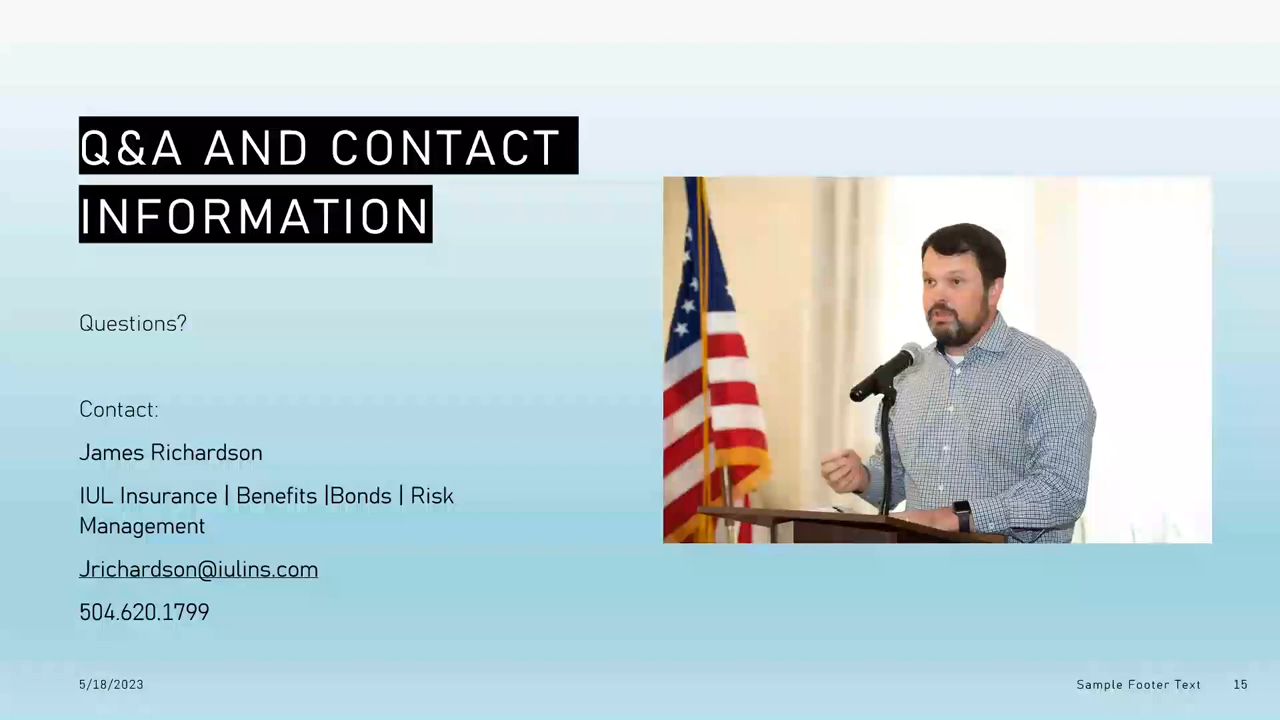 Q&A AND CONTACT
INFORMATION
Questions?
Contact:
James Richardson
IUL Insurance | Benefits |Bonds | Risk
Management
Jrichardson@iulins.com
504.620.1799
5/18/2023
Sample Footer Text
15